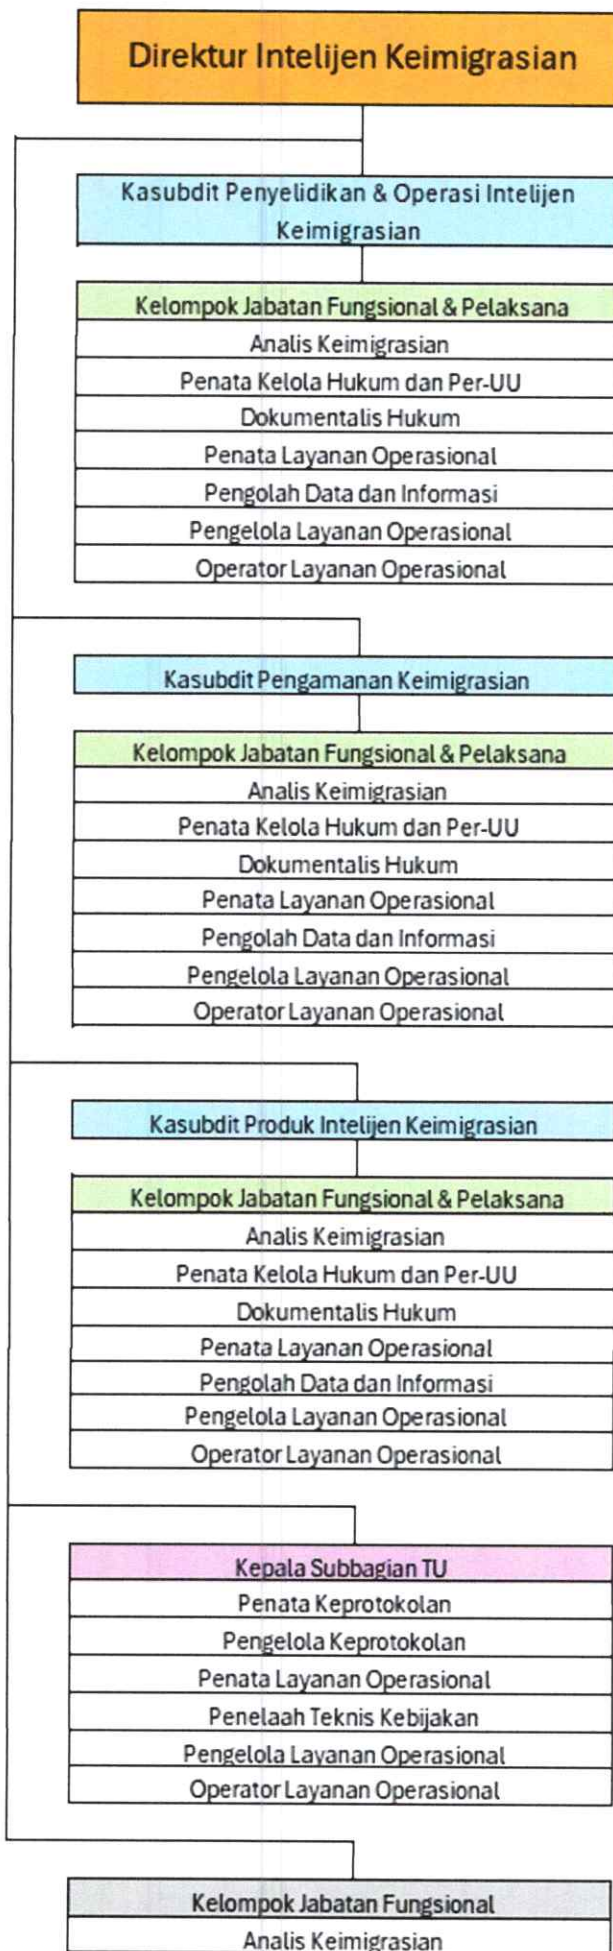 Direktur Intelijen Keimigrasian
Kasubdit Penyelidikan & Operasi Intelijen
Keimigrasian
Kelompok Jabatan Fungsional & Pelaksana
Analis Keimigrasian
Penata Kelola Hukum dan Per-UU
Dokumentalis Hukum
Penata Layanan Operasional
Pengolah Data dan Informasi
Pengelola Layanan Operasional
Operator Layanan Operasional
Kasubdit Pengamanan Keimigrasian
Kelompok Jabatan Fungsional & Pelaksana
Analis Keimigrasian
Penata Kelola Hukum dan Per-UU
Dokumentalis Hukum
Penata Layanan Operasional
Pengolah Data dan Informasi
Pengelola Layanan Operasional
Operator Layanan Operasional
Kasubdit Produk Intelijen Keimigrasian
Kelompok Jabatan Fungsional & Pelaksana
Analis Keimigrasian
Penata Kelola Hukum dan Per-UU
Dokumentalis Hukum
Penata Layanan Operasional
Pengolah Data dan Informasi
Pengelola Layanan Operasional
Operator Layanan Operasional
Kepala Subbagian TU
Penata Keprotokolan
Pengelola Keprotokolan
Penata Layanan Operasional
Penelaah Teknis Kebijakan
Pengelola Layanan Operasional
Operator Layanan Operasional
Kelompok Jabatan Fungsional
Analis Keimigrasian